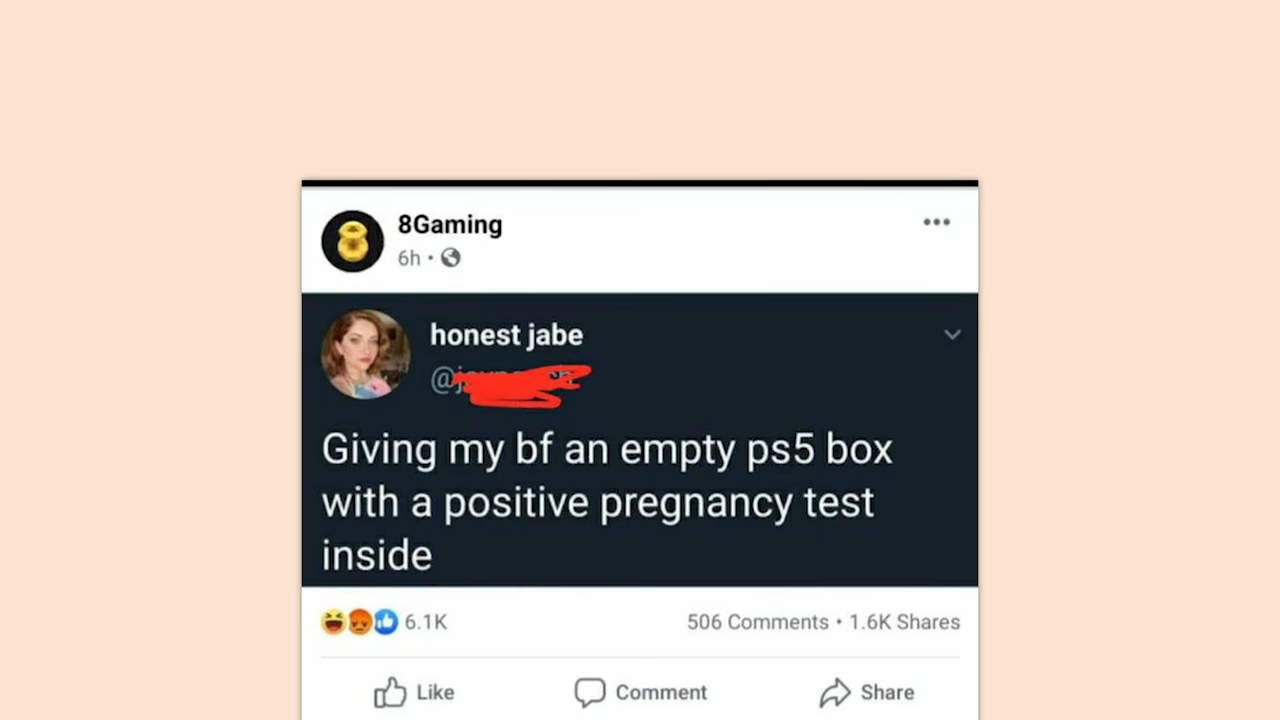 8Gaming
6h •
honest jabe
Giving my bf an empty ps5 box
with a positive pregnancy test
inside
6.1K
506 Comments • 1.6K Shares
Like
Comment
Share